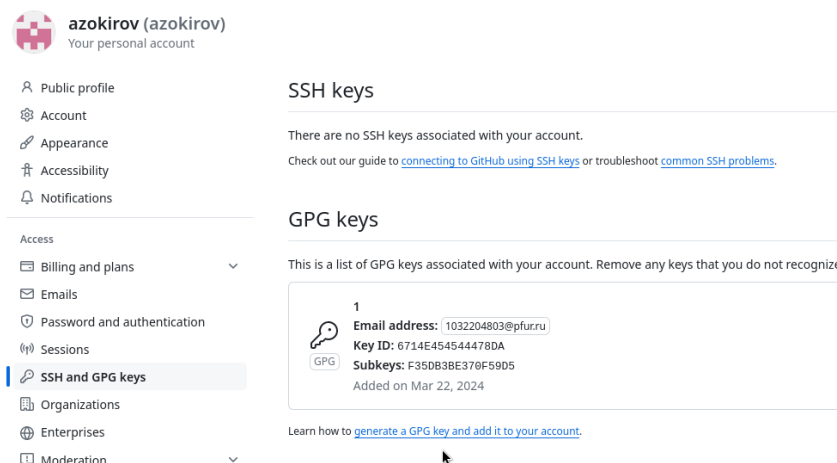 azokirov (azokirov)
Your personal account
Public profile
Account
Appearance
Accessibility
Notifications
Access
Billing and plans
Emails
Password and authentication
Sessions
SSH and GPG keys
Organizations
Enterprises
Moderation
SSH keys
There are no SSH keys associated with your account.
Check out our guide to connecting to GitHub using SSH keys or troubleshoot common SSH problems.
GPG keys
This is a list of GPG keys associated with your account. Remove any keys that you do not recognize
GPG
1
Email address: 1032204803@pfur.ru
Key ID: 6714E454544478DA
Subkeys: F35DB3BE370F59D5
Added on Mar 22, 2024
Learn how to generate a GPG key and add it to your account.